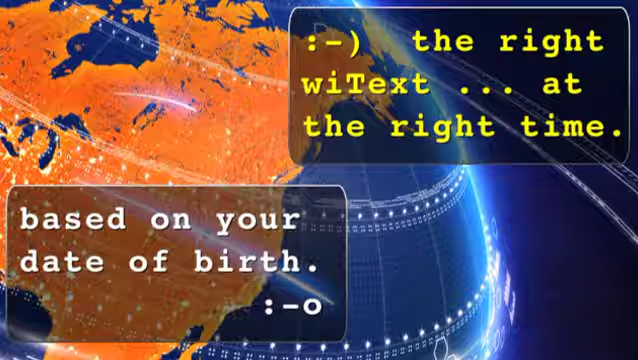 :-) the right
wiText ... at
the right time.
based on your
date of birth.
:-o